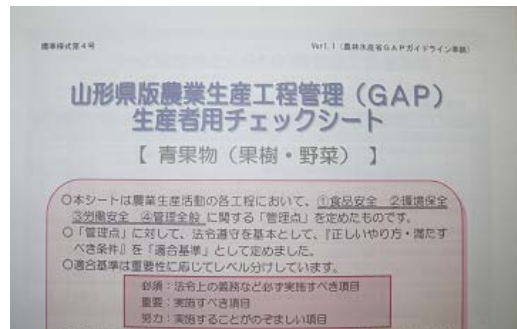 標準様式第4号
Ver1.1(農林水産省GAPガイドライン準拠)
山形県版農業生産工程管理(GAP)
生産者用チェックシート
【 青果物(果樹・野菜) 】
○本シートは農業生産活動の各工程において、①食品安全 ②環境保全
③労働安全 ④管理全般 に関する「管理点」を定めたものです。
○「管理点」に対して、法令遵守を基本として、『正しいやり方・満たす
べき条件』を「適合基準」として定めました。
○適合基準は重要性に応じてレベル分けしています。
必須:法令上の義務など必ず実施すべき項目
重要:実施すべき項目
努力:実施することがのぞましい項目